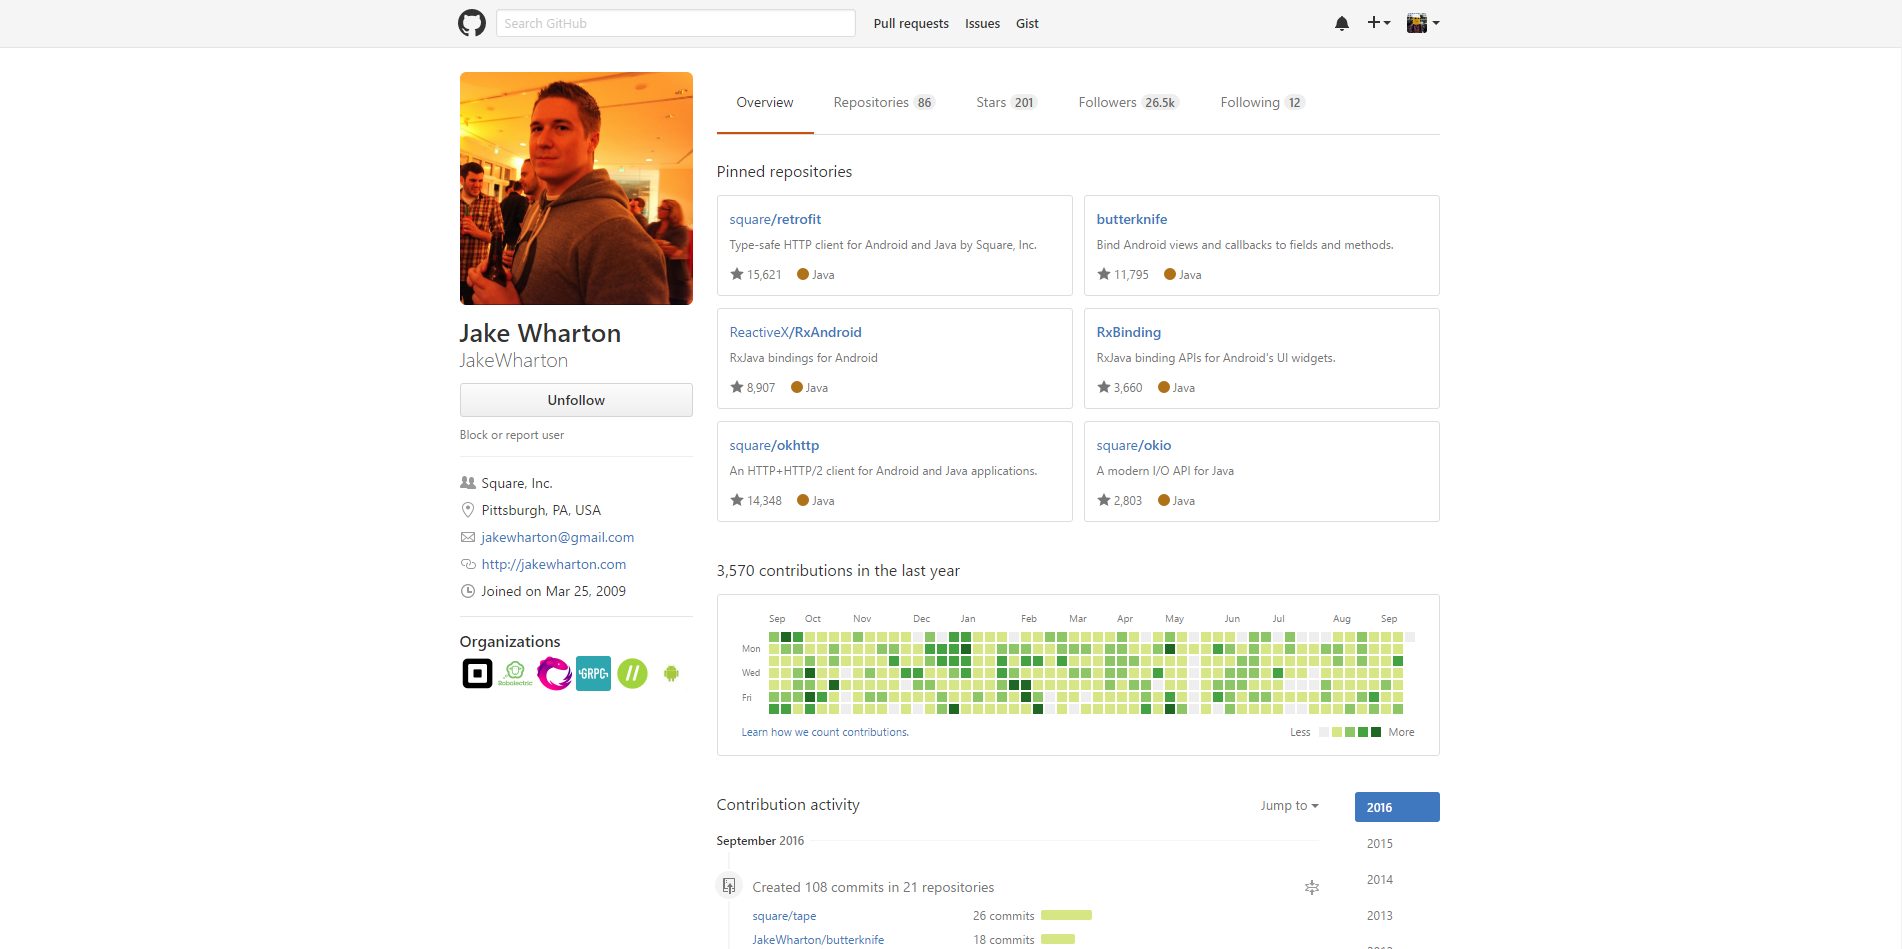 Search GitHub
Pull requests Issues Gist
Overview
Repositories 86
Stars 201
Followers 26.5k
Following 12
Jake Wharton
JakeWharton
Unfollow
Block or report user
Square, Inc.
Pittsburgh, PA, USA
jakewharton@gmail.com
http://jakewharton.com
Joined on Mar 25, 2009
Organizations
Robolectric
GRPC
//
Pinned repositories
square/retrofit
Type-safe HTTP client for Android and Java by Square, Inc.
15,621 Java
butterknife
Bind Android views and callbacks to fields and methods.
11,795 Java
ReactiveX/RxAndroid
RxJava bindings for Android
8,907 Java
RxBinding
RxJava binding APIs for Android's UI widgets.
3,660 Java
square/okhttp
An HTTP+HTTP/2 client for Android and Java applications.
14,348 Java
square/okio
A modern I/O API for Java
2,803 Java
3,570 contributions in the last year
Sep Oct Nov Dec Jan Feb Mar Apr May Jun Jul Aug Sep
Mon
Wed
Fri
Learn how we count contributions.
Less More
Contribution activity
Jump to
2016
2015
2014
2013
September 2016
Created 108 commits in 21 repositories
square/tape 26 commits
JakeWharton/butterknife 18 commits